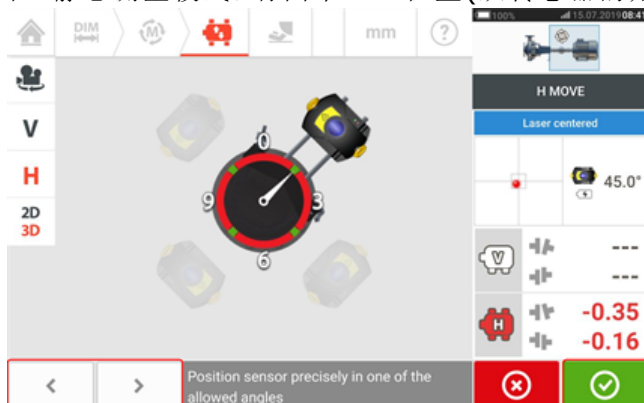 100% 15.07.2019 08:41
DIM
M
mm
?
H MOVE
Laser centered
V
H
2D
3D
0
9
3
6
45.0°
V
---
---
H
-0.35
-0.16
Position sensor precisely in one of the
allowed angles